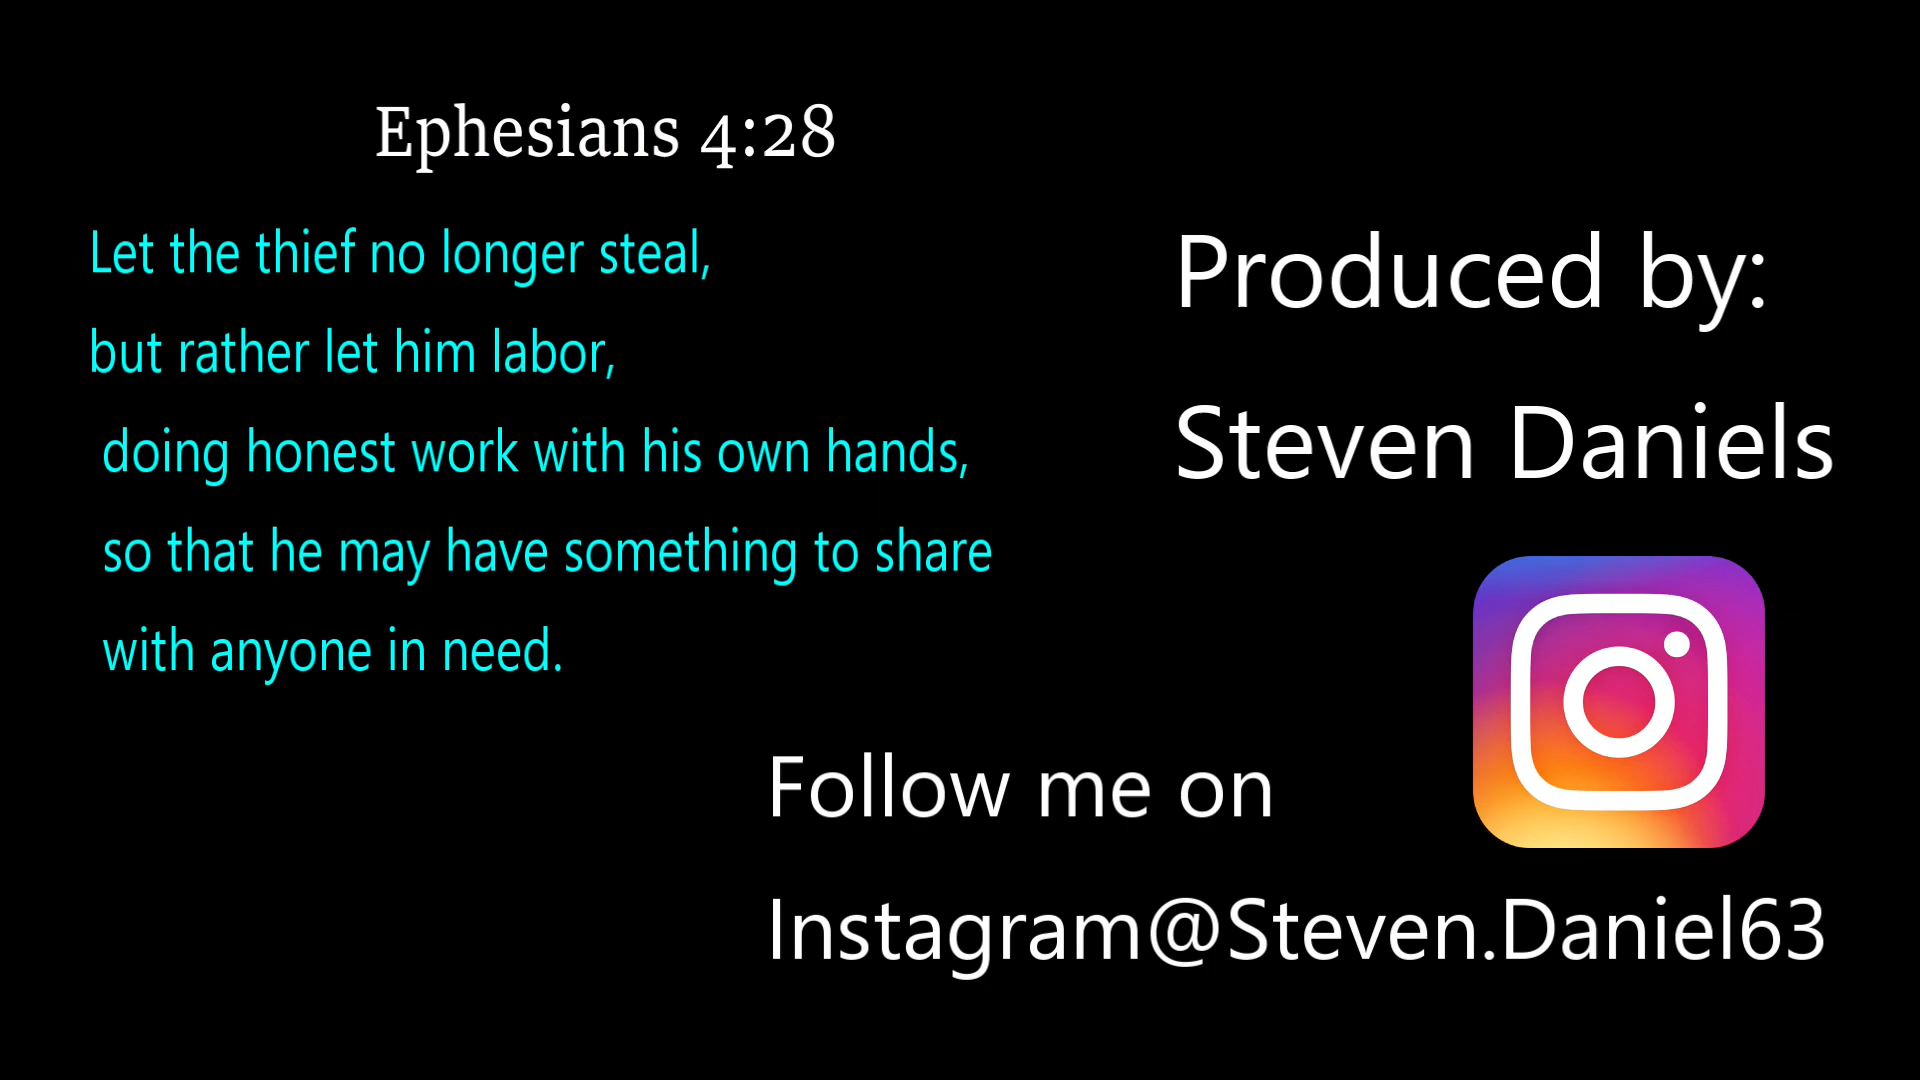 Ephesians 4:28
Let the thief no longer steal,
but rather let him labor,
doing honest work with his own hands,
so that he may have something to share
with anyone in need.
Produced by:
Steven Daniels
Follow me on
Instagram@Steven.Daniel63